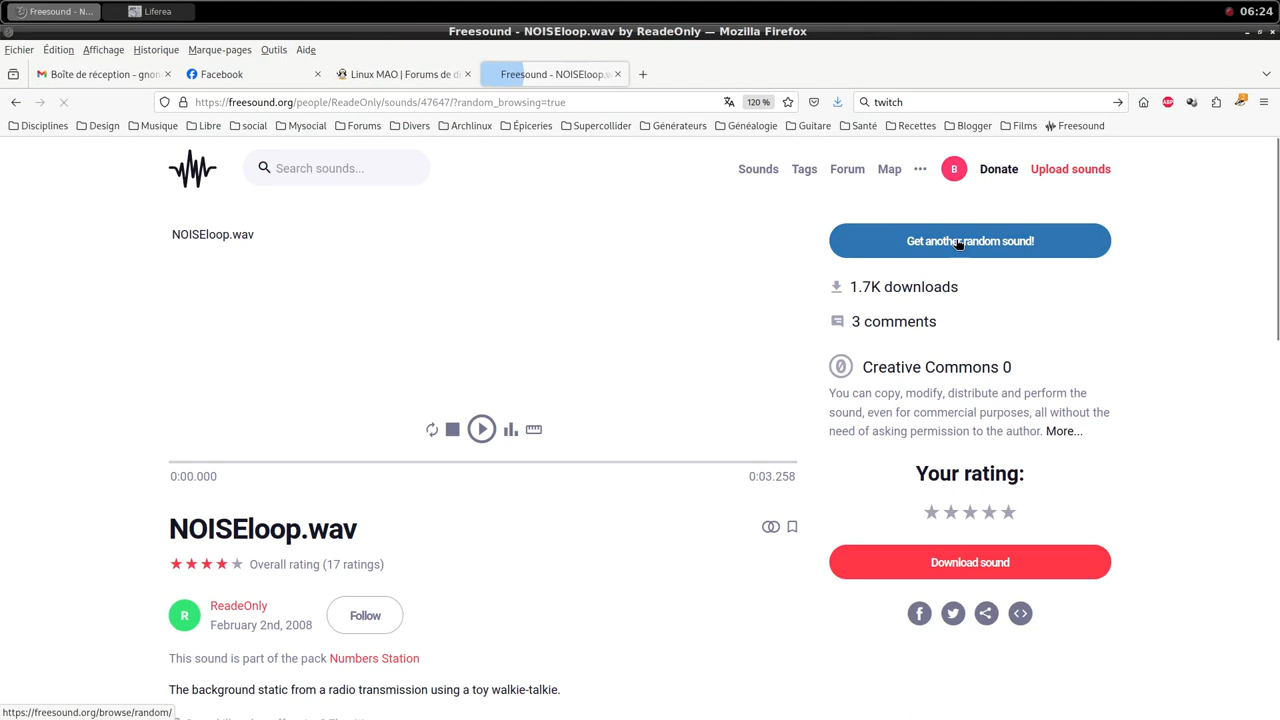 Freesound - N...
Liferea
06:24
Freesound - NOISEloop.wav by ReadeOnly — Mozilla Firefox
Fichier Édition Affichage Historique Marque-pages Outils Aide
Boîte de réception - gnon
Facebook
Linux MAO | Forums de di
Freesound - NOISEloop.w
https://freesound.org/people/ReadeOnly/sounds/47647/?random_browsing=true
120 %
twitch
Disciplines Design Musique Libre social Mysocial Forums Divers Archlinux Épiceries Supercollider Générateurs Généalogie Guitare Santé Recettes Blogger Films Freesound
Search sounds...
Sounds Tags Forum Map B Donate Upload sounds
NOISEloop.wav
Get another random sound!
1.7K downloads
3 comments
Creative Commons 0
You can copy, modify, distribute and perform the
sound, even for commercial purposes, all without the
need of asking permission to the author. More...
0:00.000
0:03.258
Your rating:
Download sound
NOISEloop.wav
Overall rating (17 ratings)
R
ReadeOnly
February 2nd, 2008
Follow
This sound is part of the pack Numbers Station
The background static from a radio transmission using a toy walkie-talkie.
https://freesound.org/browse/random/